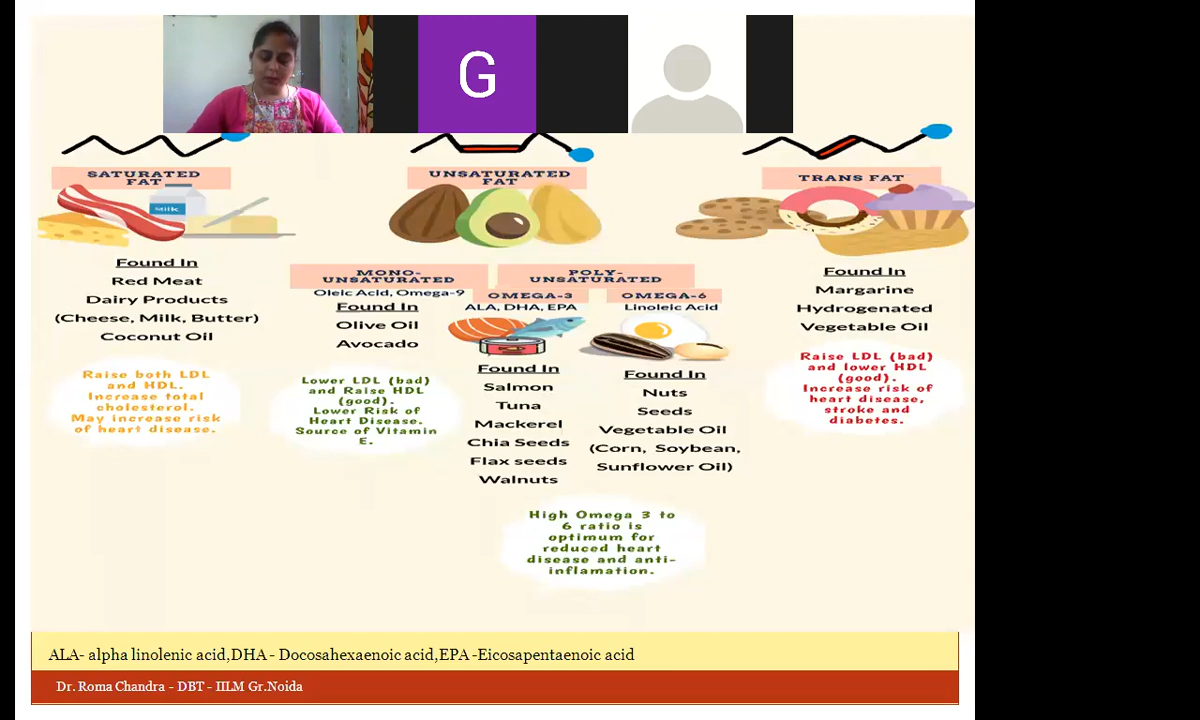 G
SATURATED
FAT
Milk
Found In
Red Meat
Dairy Products
(Cheese, Milk, Butter)
Coconut Oil
Raise both LDL
and HDL.
Increase total
cholesterol.
May increase risk
of heart disease.
UNSATURATED
FAT
MONO-
UNSATURATED
Oleic Acid, Omega-9
Found In
Olive Oil
Avocado
Lower LDL (bad)
and Raise HDL
(good).
Lower Risk of
Heart Disease.
Source of Vitamin
E.
POLY-
UNSATURATED
OMEGA-3
ALA, DHA, EPA
Found In
Salmon
Tuna
Mackerel
Chia Seeds
Flax seeds
Walnuts
OMEGA-6
Linoleic Acid
Found In
Nuts
Seeds
Vegetable Oil
(Corn, Soybean,
Sunflower Oil)
High Omega 3 to
6 ratio is
optimum for
reduced heart
disease and anti-
inflamation.
TRANS FAT
Found In
Margarine
Hydrogenated
Vegetable Oil
Raise LDL (bad)
and lower HDL
(good).
Increase risk of
heart disease,
stroke and
diabetes.
ALA- alpha linolenic acid,DHA - Docosahexaenoic acid,EPA -Eicosapentaenoic acid
Dr. Roma Chandra - DBT - IILM Gr.Noida